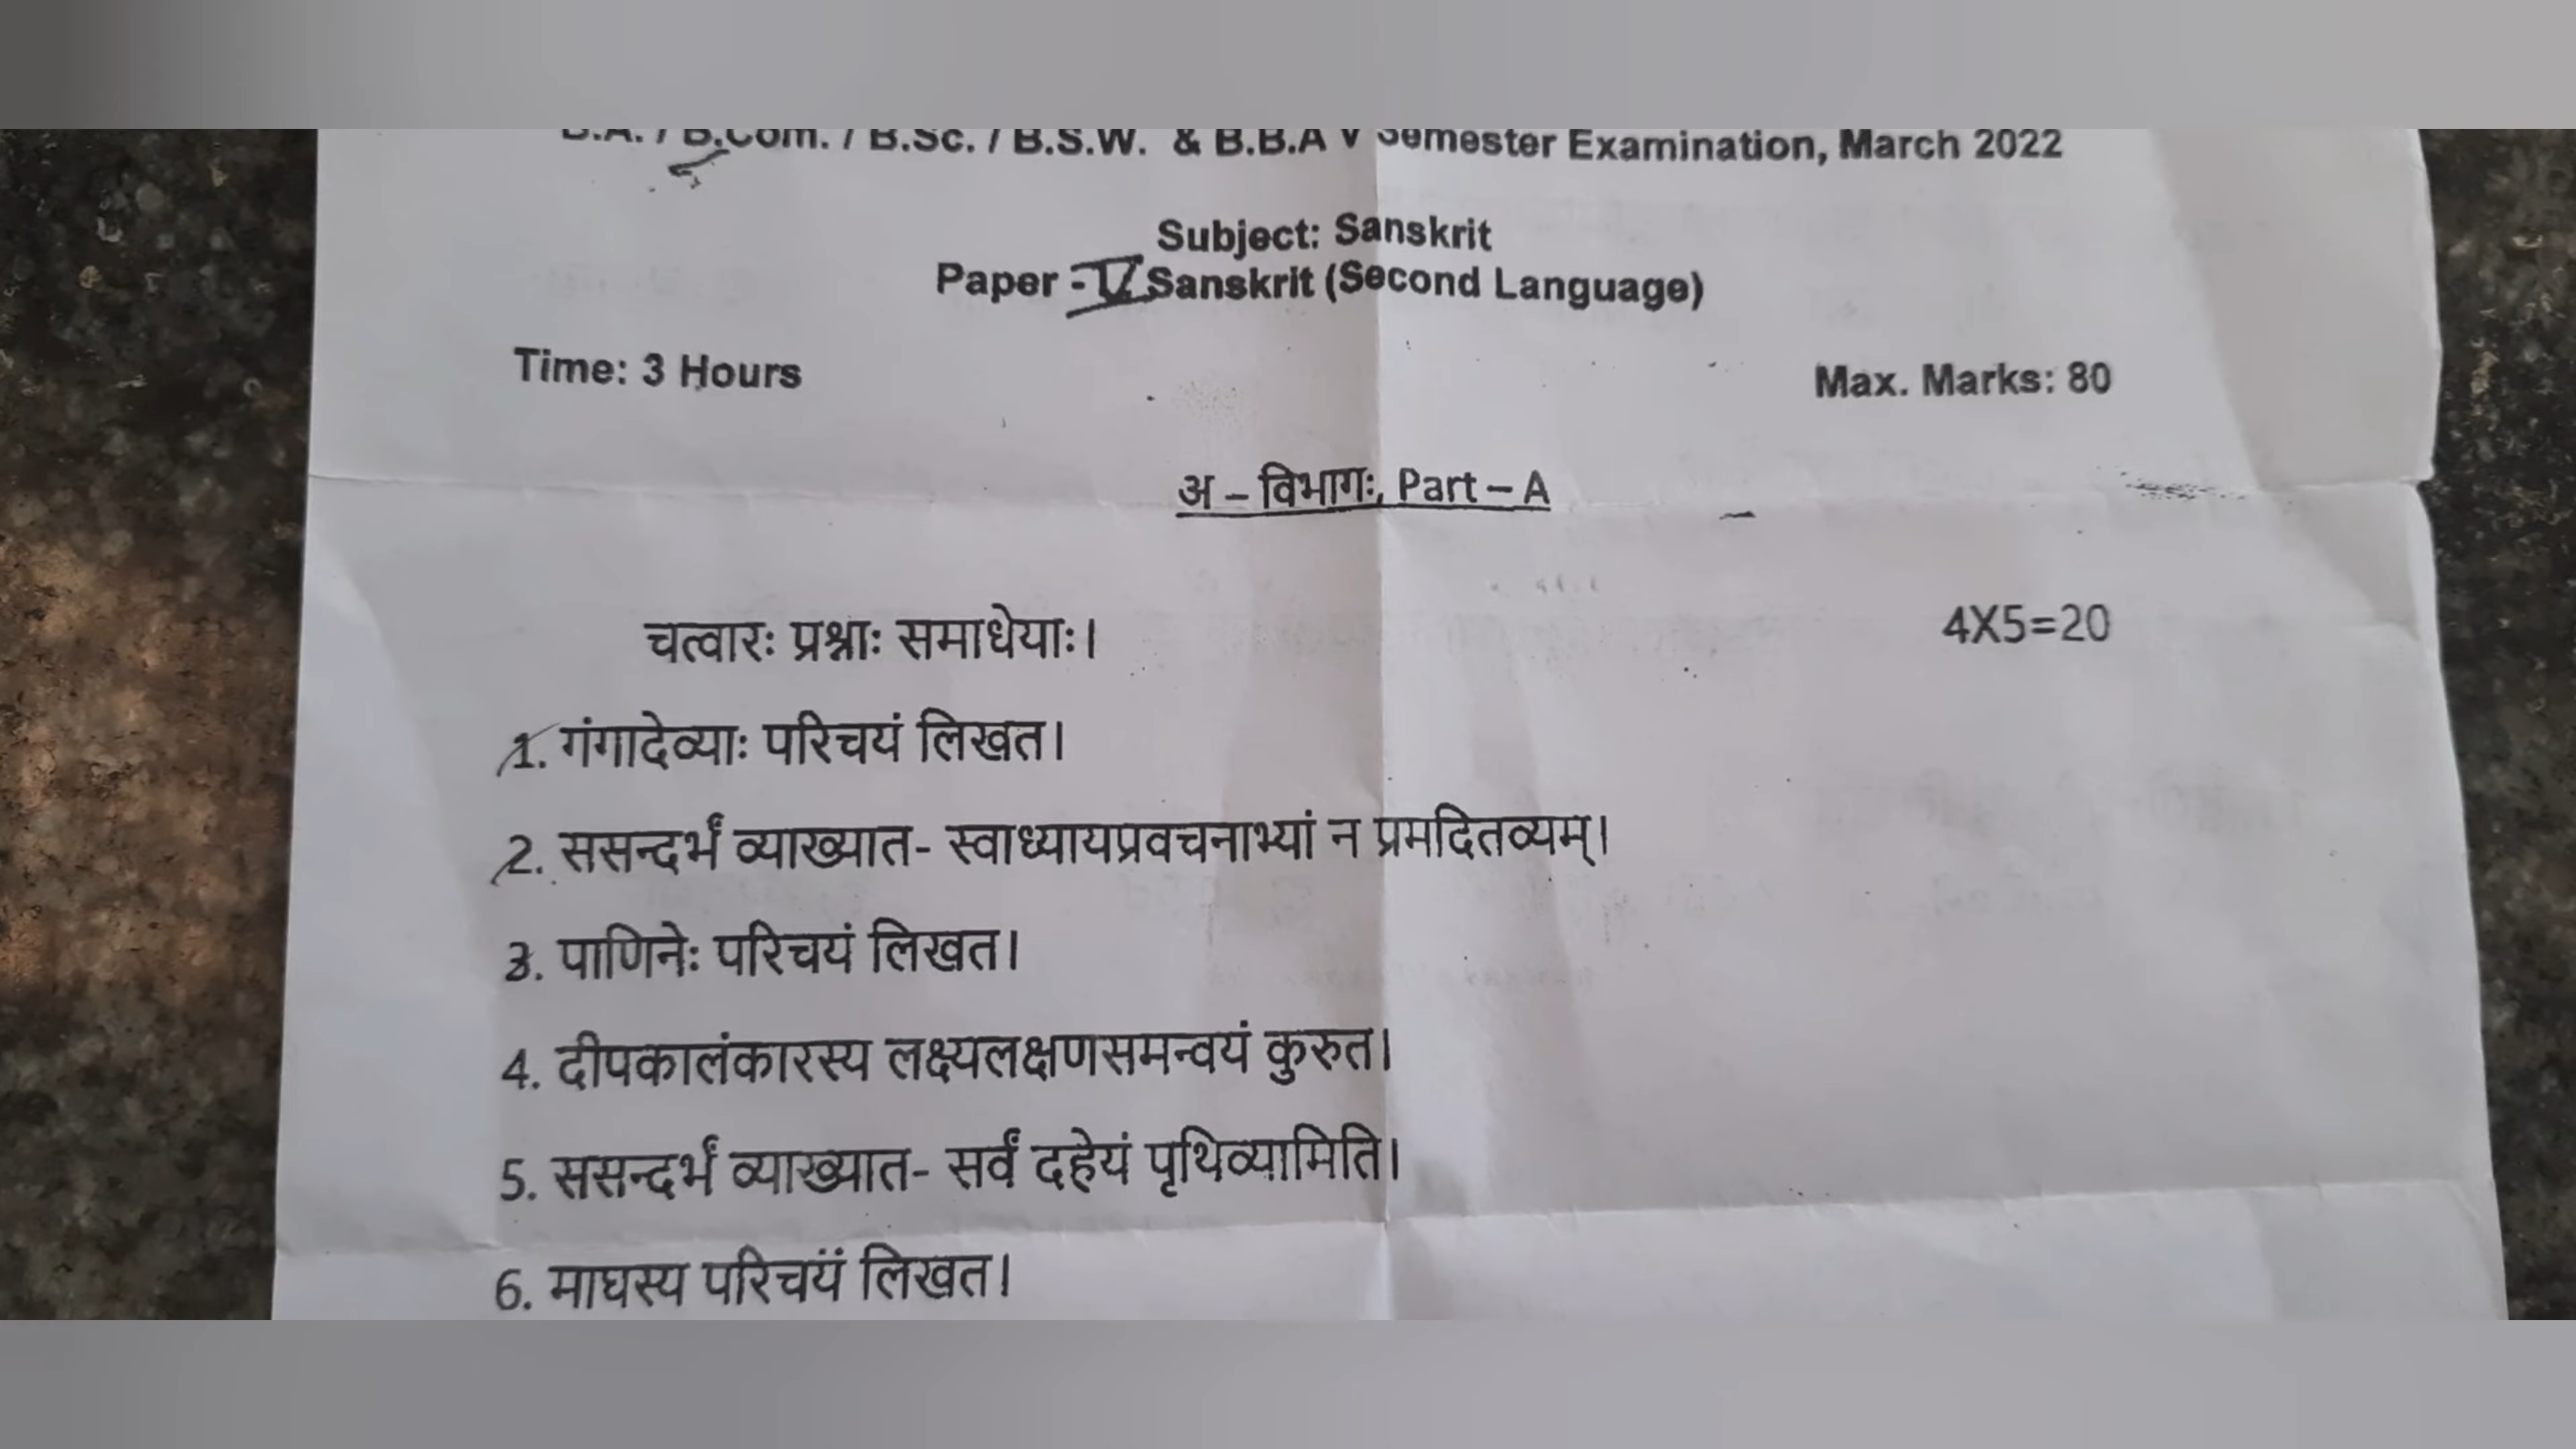 B.A. / B.Com. / B.Sc. / B.S.W. & B.B.A V Semester Examination, March 2022
Subject: Sanskrit
Paper - V Sanskrit (Second Language)
Time: 3 Hours Max. Marks: 80
अ – विभागः, Part – A
चत्वारः प्रश्नाः समाधेयाः। 4X5=20
1. गंगादेव्याः परिचयं लिखत।
2. ससन्दर्भं व्याख्यात- स्वाध्यायप्रवचनाभ्यां न प्रमदितव्यम्।
3. पाणिनेः परिचयं लिखत।
4. दीपकालंकारस्य लक्ष्यलक्षणसमन्वयं कुरुत।
5. ससन्दर्भं व्याख्यात- सर्वं दहेयं पृथिव्यामिति।
6. माघस्य परिचयं लिखत।